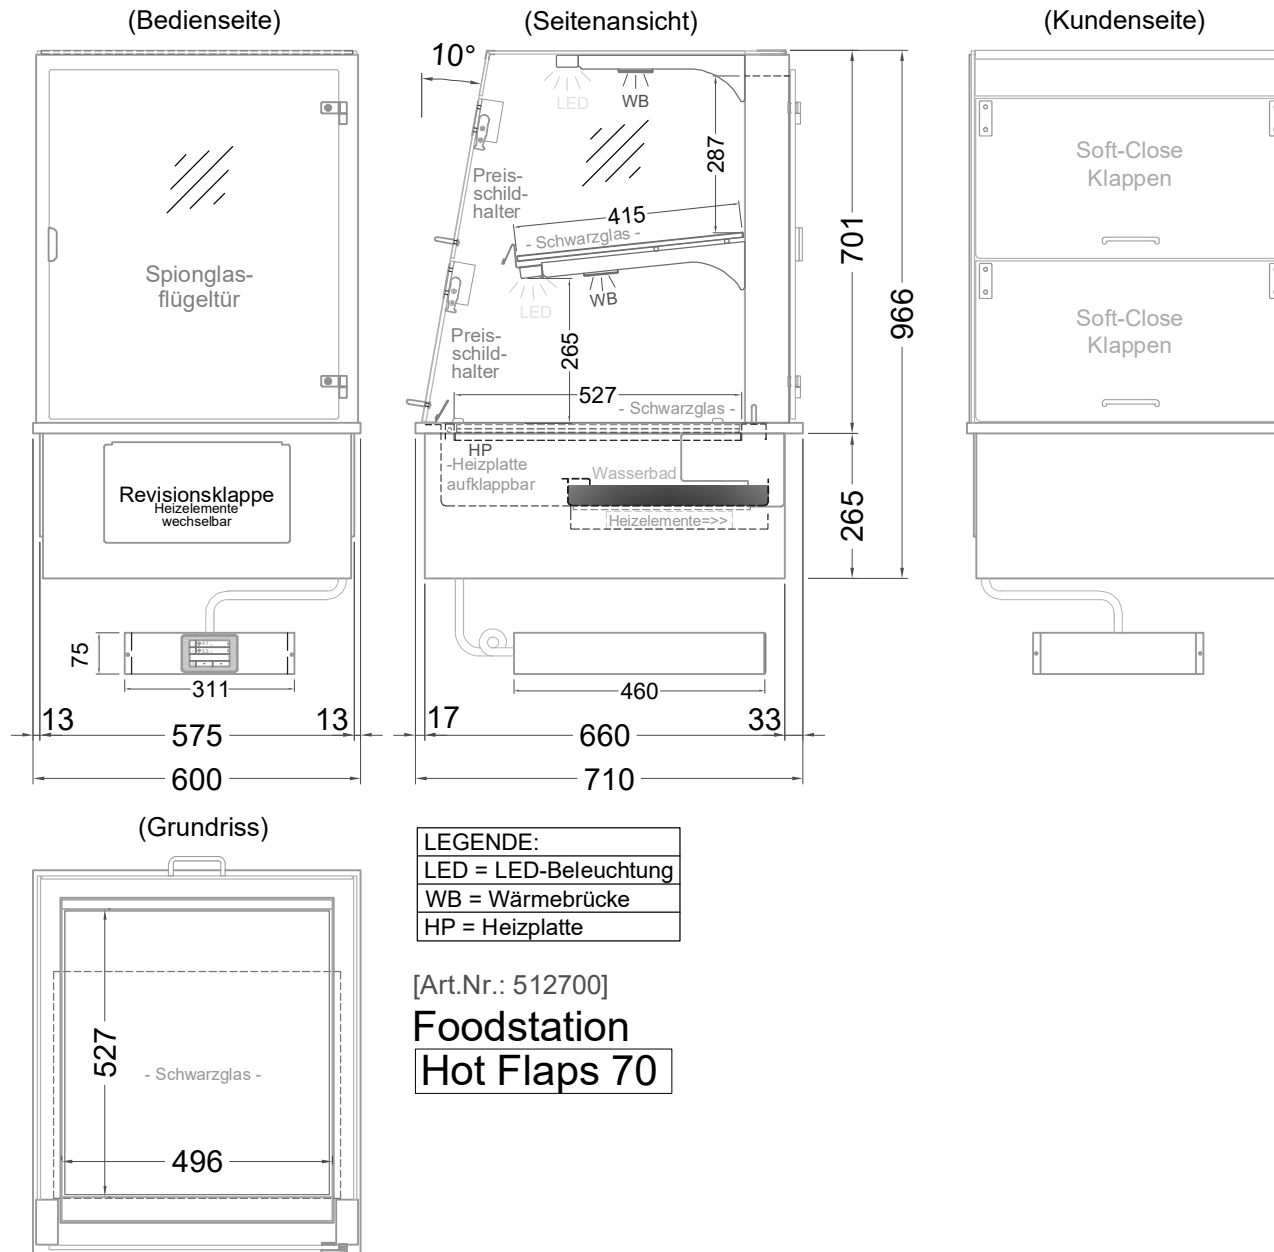 (Bedienseite)
(Seitenansicht)
(Kundenseite)
Spionglas-
flügeltür
Revisionsklappe
Heizelemente
wechselbar
75
311
13
575
13
600
10°
LED
WB
287
Preis-
schild-
halter
415
- Schwarzglas -
LED
WB
Preis-
schild-
halter
265
527
- Schwarzglas -
HP
-Heizplatte
aufklappbar
Wasserbad
Heizelemente=>>
701
966
265
460
17
660
33
710
Soft-Close
Klappen
Soft-Close
Klappen
(Grundriss)
527
- Schwarzglas -
496
LEGENDE:
LED = LED-Beleuchtung
WB = Wärmebrücke
HP = Heizplatte
[Art.Nr.: 512700]
Foodstation
Hot Flaps 70